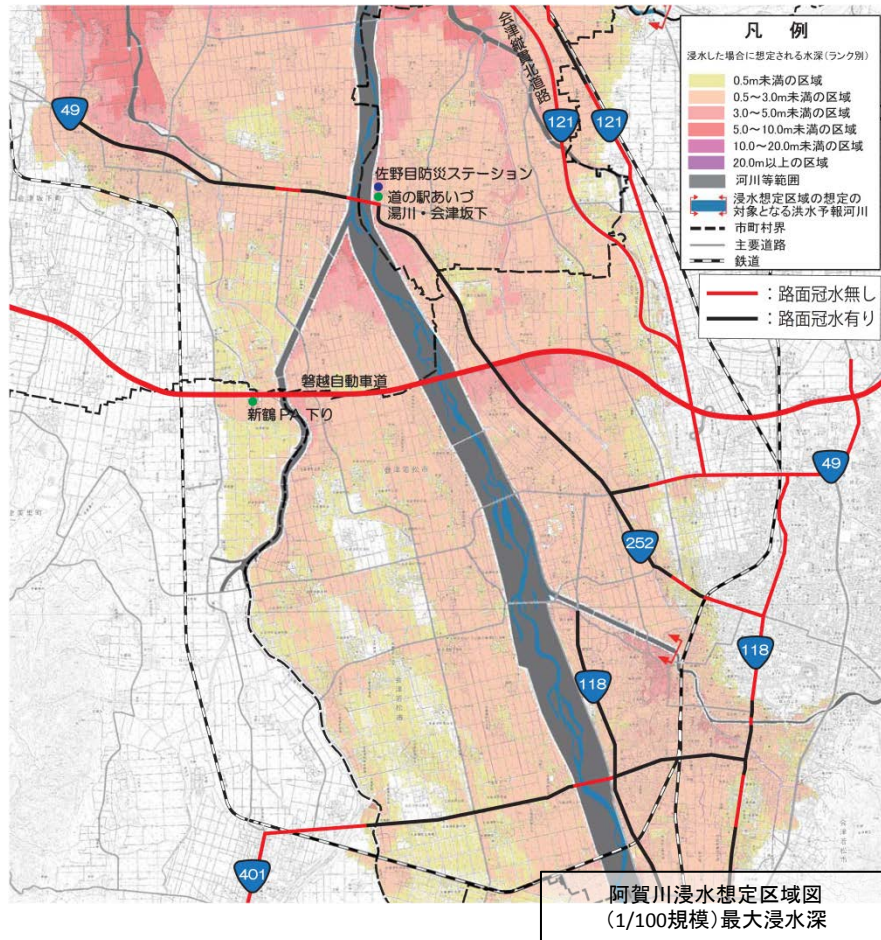 凡 例
浸水した場合に想定される水深(ランク別)
0.5m未満の区域
0.5~3.0m未満の区域
3.0~5.0m未満の区域
5.0~10.0m未満の区域
10.0~20.0m未満の区域
20.0m以上の区域
河川等範囲
浸水想定区域の想定の
対象となる洪水予報河川
市町村界
主要道路
鉄道
:路面冠水無し
:路面冠水有り
会津縦貫北道路
49
121
121
佐野目防災ステーション
道の駅あいづ
湯川・会津坂下
磐越自動車道
新鶴PA 下り
会津若松市
49
252
118
118
401
会津若松市
阿賀川浸水想定区域図
(1/100規模)最大浸水深